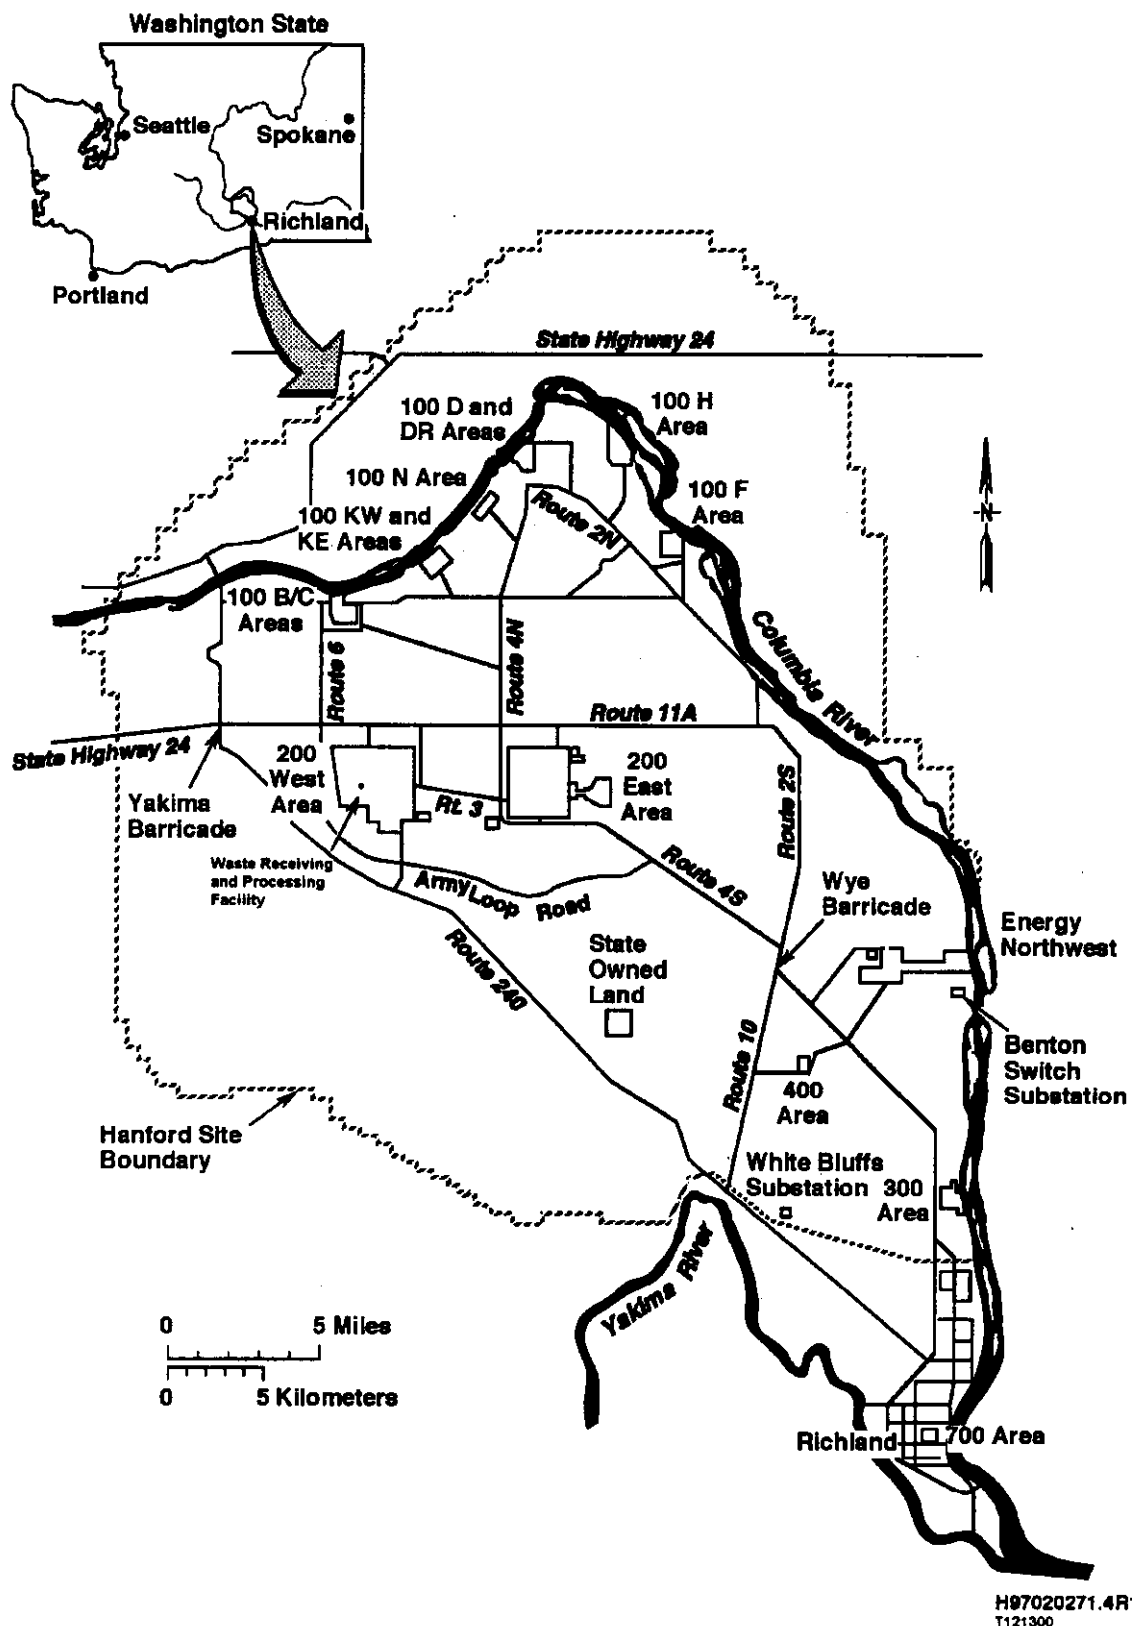 Washington State
Seattle
Spokane
Richland
Portland
State Highway 24
100 D and
DR Areas
100 H
Area
100 N Area
100 F
Area
100 KW and
KE Areas
Route 2N
N
100 B/C
Areas
Columbia River
Route 6
Route 4N
Route 11A
State Highway 24
200
West
Area
200
East
Area
Route 2S
Yakima
Barricade
Rt. 3
Waste Receiving
and Processing
Facility
Army Loop Road
Route 4S
Wye
Barricade
Energy
Northwest
State
Owned
Land
Route 240
Route 10
Benton
Switch
Substation
400
Area
Hanford Site
Boundary
White Bluffs
Substation
300
Area
Yakima River
0 5 Miles
0 5 Kilometers
Richland
700 Area
H97020271.4R1
T121300